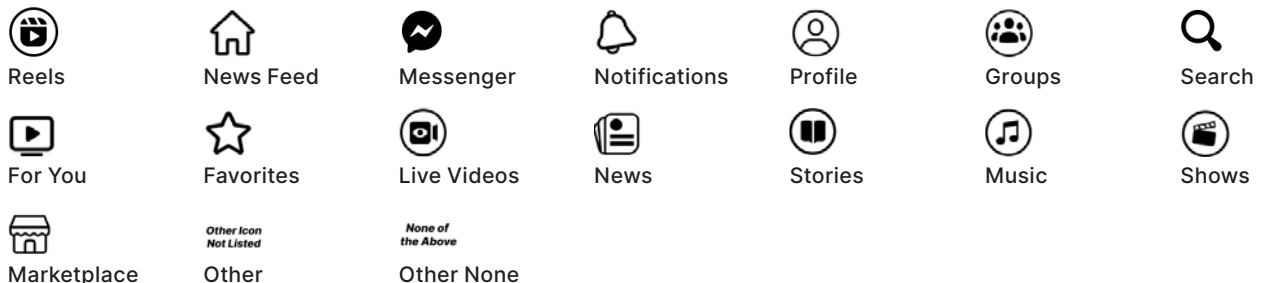 Reels News Feed Messenger Notifications Profile Groups Search
For You Favorites Live Videos News Stories Music Shows
Other Icon None of
Not Listed the Above
Marketplace Other Other None